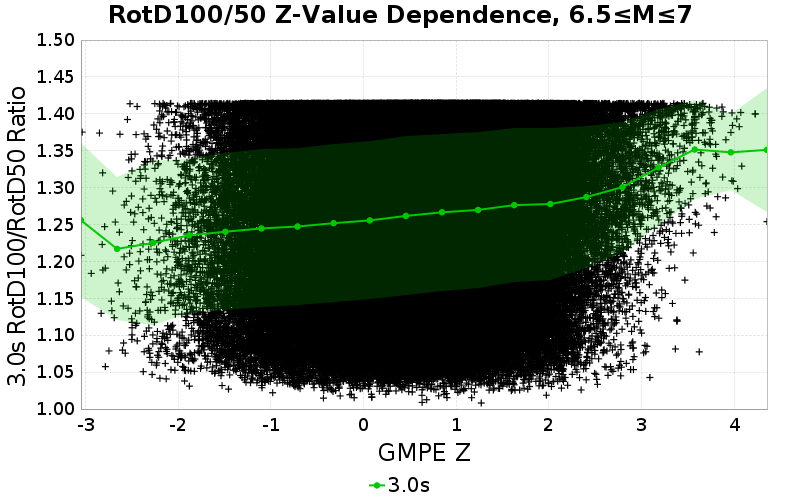 RotD100/50 Z-Value Dependence, 6.5≤M≤7
3.0s RotD100/RotD50 Ratio
1.50
1.45
1.40
1.35
1.30
1.25
1.20
1.15
1.10
1.05
1.00
-3 -2 -1 0 1 2 3 4
GMPE Z
3.0s